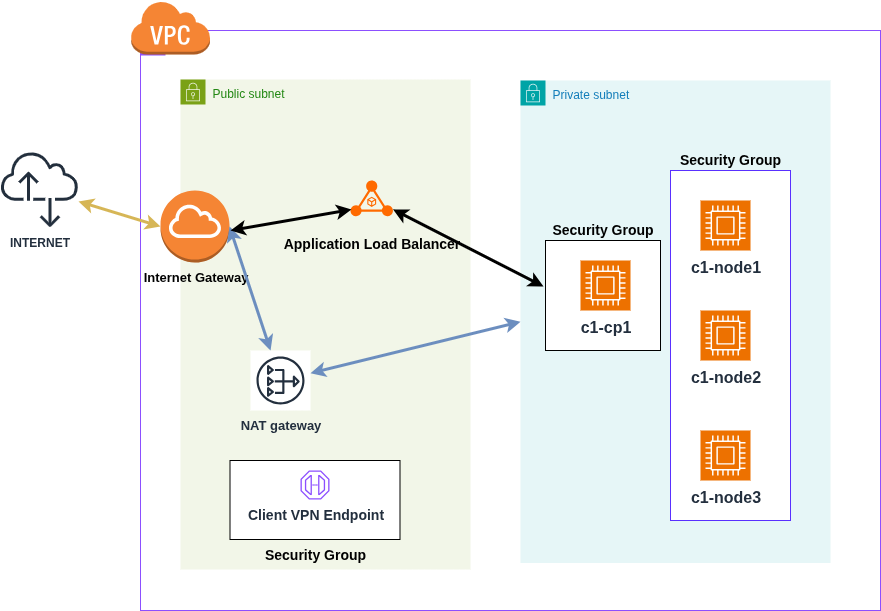 VPC
Public subnet
Private subnet
INTERNET
Internet Gateway
Application Load Balancer
NAT gateway
Client VPN Endpoint
Security Group
Security Group
c1-cp1
Security Group
c1-node1
c1-node2
c1-node3